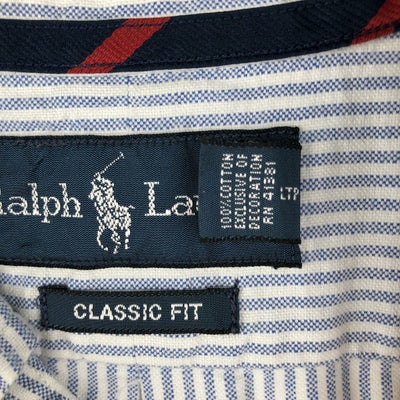 Ralph La
100% COTTON
EXCLUSIVE OF
DECORATION
RN 41381
LTP
CLASSIC FIT